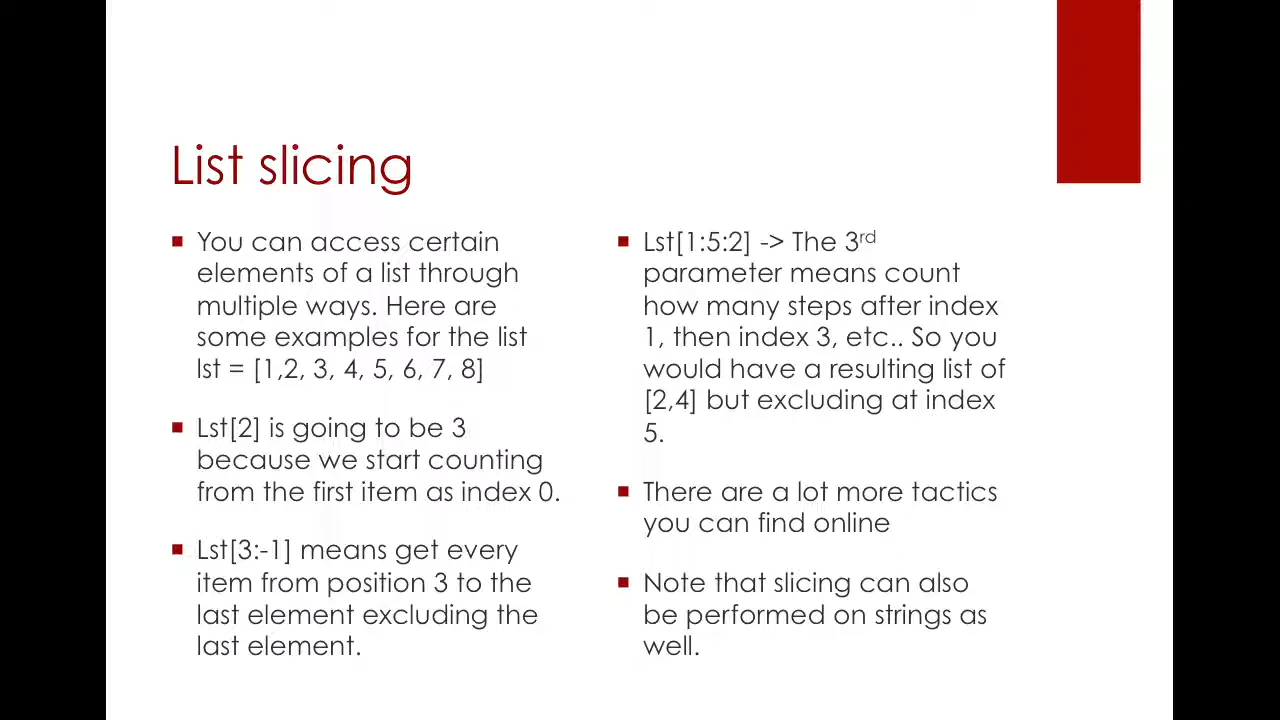 List slicing
You can access certain
elements of a list through
multiple ways. Here are
some examples for the list
lst = [1,2, 3, 4, 5, 6, 7, 8]
Lst[2] is going to be 3
because we start counting
from the first item as index 0.
Lst[3:-1] means get every
item from position 3 to the
last element excluding the
last element.
Lst[1:5:2] -> The 3rd
parameter means count
how many steps after index
1, then index 3, etc.. So you
would have a resulting list of
[2,4] but excluding at index
5.
There are a lot more tactics
you can find online
Note that slicing can also
be performed on strings as
well.